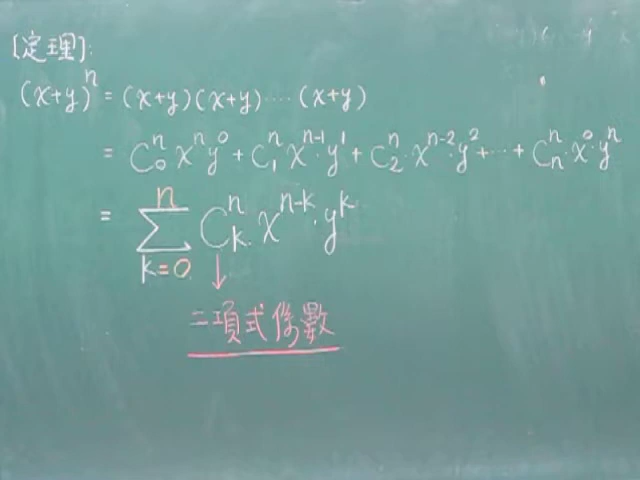 [定理]:
(x+y)^n = (x+y)(x+y)····(x+y)
= C^n_0 x^n y^0 + C^n_1 x^{n-1}·y^1 + C^n_2·x^{n-2}·y^2 +···+ C^n_n·x^0·y^n
= \sum_{k=0}^{n} C^n_k·x^{n-k}·y^k
↓
二項式係數